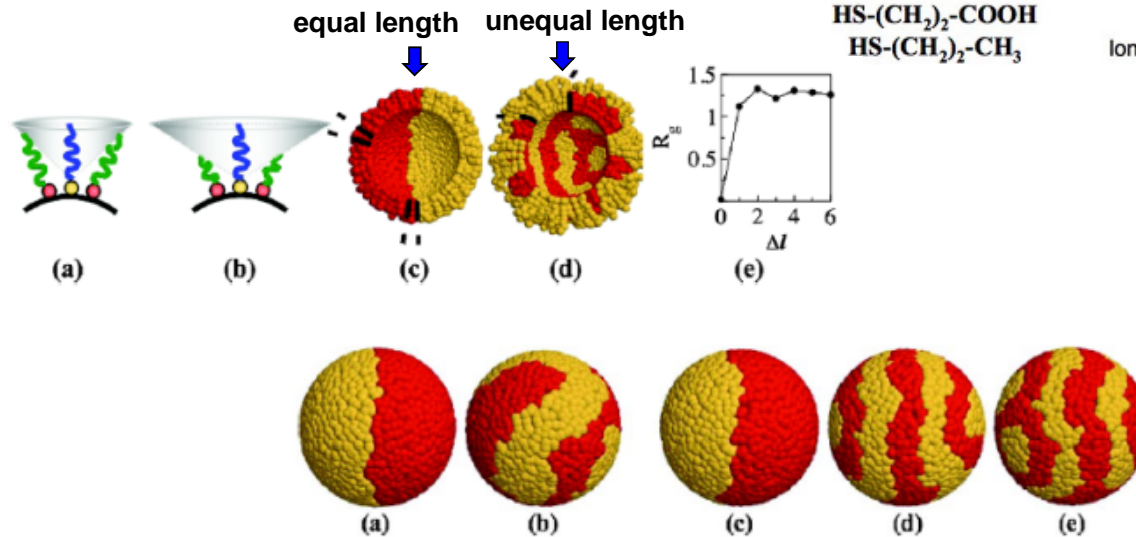 equal length
unequal length
HS-(CH₂)₂-COOH
HS-(CH₂)₂-CH₃
(a)
(b)
(c)
(d)
R_g
1.5
1
0.5
0
2
4
6
Δl
(e)
(a)
(b)
(c)
(d)
(e)